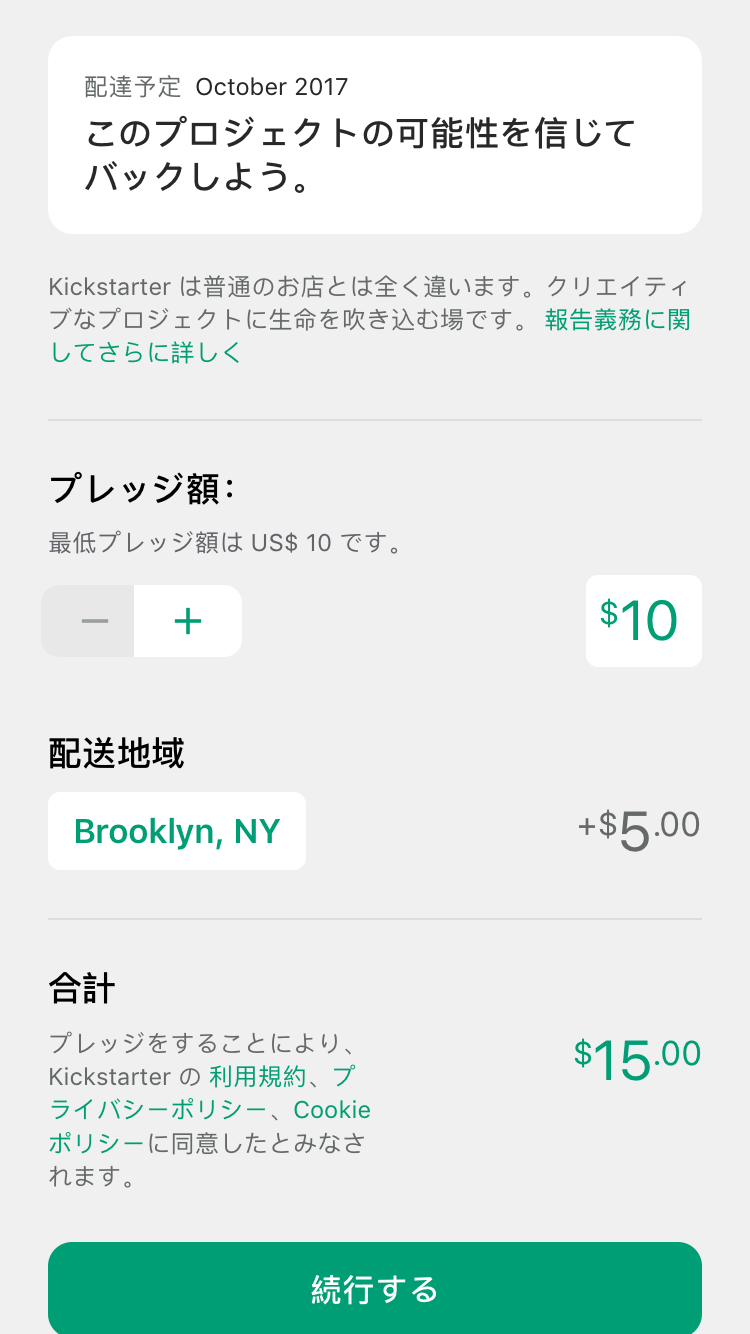 配達予定 October 2017
このプロジェクトの可能性を信じて
バックしよう。
Kickstarter は普通のお店とは全く違います。クリエイティ
ブなプロジェクトに生命を吹き込む場です。 報告義務に関
してさらに詳しく
プレッジ額：
最低プレッジ額は US$ 10 です。
− +
$10
配送地域
Brooklyn, NY
+$5.00
合計
プレッジをすることにより、
Kickstarter の 利用規約、プ
ライバシーポリシー、Cookie
ポリシーに同意したとみなさ
れます。
$15.00
続行する